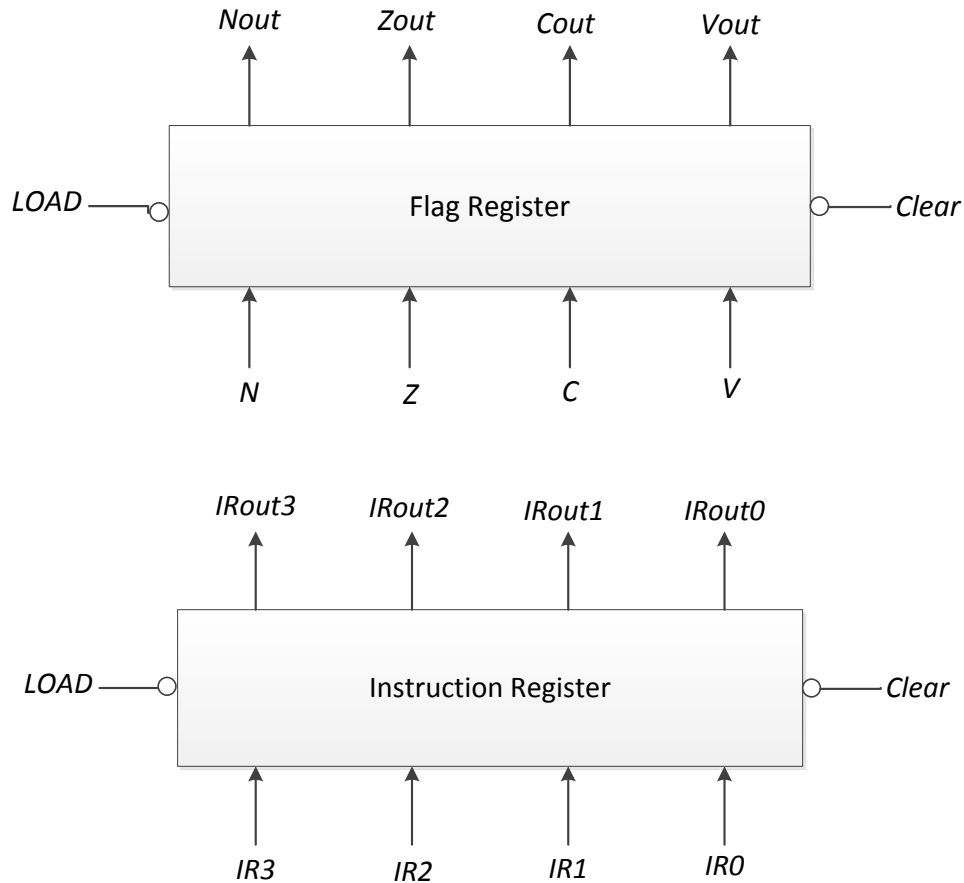 Nout Zout Cout Vout
LOAD Flag Register Clear
N Z C V
IRout3 IRout2 IRout1 IRout0
LOAD Instruction Register Clear
IR3 IR2 IR1 IR0